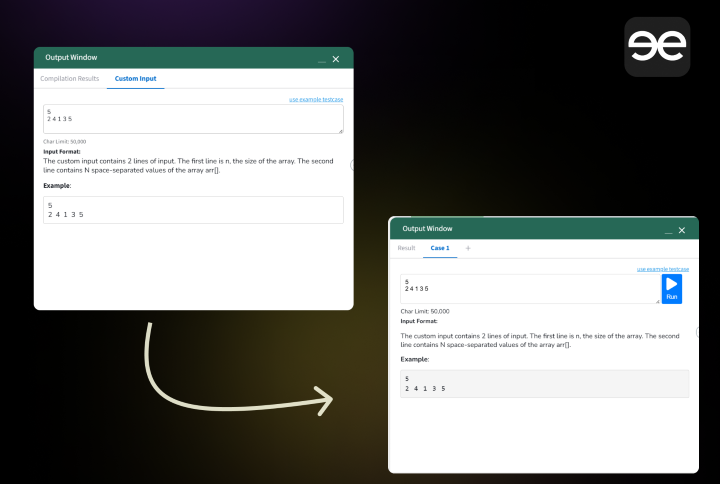 Output Window
Compilation Results Custom Input
use example testcase
5
2 4 1 3 5
Char Limit: 50,000
Input Format:
The custom input contains 2 lines of input. The first line is n, the size of the array. The second
line contains N space-separated values of the array arr[].
Example:
5
2 4 1 3 5
Output Window
Result Case 1 +
use example testcase
5
2 4 1 3 5
Run
Char Limit: 50,000
Input Format:
The custom input contains 2 lines of input. The first line is n, the size of the array. The second
line contains N space-separated values of the array arr[].
Example:
5
2 4 1 3 5